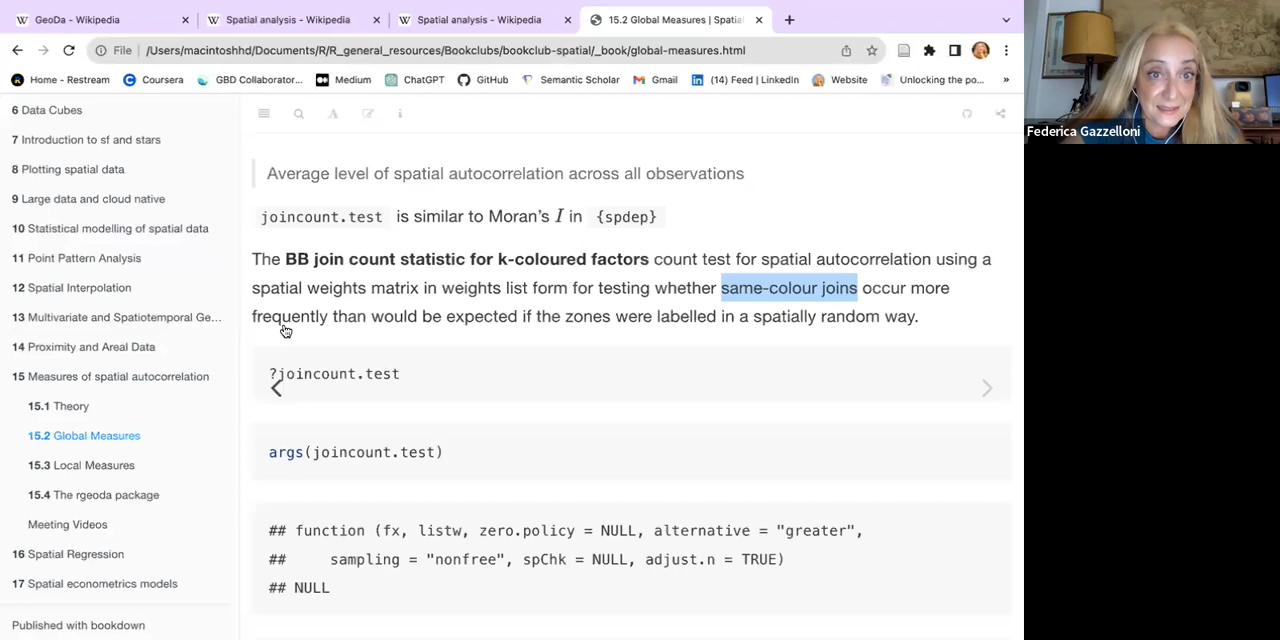 GeoDa - Wikipedia
Spatial analysis - Wikipedia
Spatial analysis - Wikipedia
15.2 Global Measures | Spatial
File | /Users/macintoshhd/Documents/R/R_general_resources/Bookclubs/bookclub-spatial/_book/global-measures.html
Home - Restream
Coursera
GBD Collaborator...
Medium
ChatGPT
GitHub
Semantic Scholar
Gmail
(14) Feed | LinkedIn
Website
Unlocking the po...
»
6 Data Cubes
7 Introduction to sf and stars
8 Plotting spatial data
9 Large data and cloud native
10 Statistical modelling of spatial data
11 Point Pattern Analysis
12 Spatial Interpolation
13 Multivariate and Spatiotemporal Ge...
14 Proximity and Areal Data
15 Measures of spatial autocorrelation
15.1 Theory
15.2 Global Measures
15.3 Local Measures
15.4 The rgeoda package
Meeting Videos
16 Spatial Regression
17 Spatial econometrics models
Published with bookdown
Average level of spatial autocorrelation across all observations
joincount.test is similar to Moran's I in {spdep}
The BB join count statistic for k-coloured factors count test for spatial autocorrelation using a
spatial weights matrix in weights list form for testing whether same-colour joins occur more
frequently than would be expected if the zones were labelled in a spatially random way.
?joincount.test
args(joincount.test)
## function (fx, listw, zero.policy = NULL, alternative = "greater",
##     sampling = "nonfree", spChk = NULL, adjust.n = TRUE)
## NULL
Federica Gazzelloni